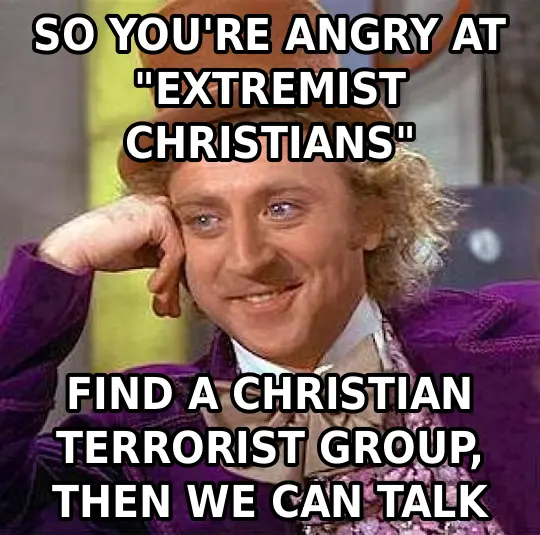 SO YOU'RE ANGRY AT
"EXTREMIST
CHRISTIANS"
FIND A CHRISTIAN
TERRORIST GROUP,
THEN WE CAN TALK